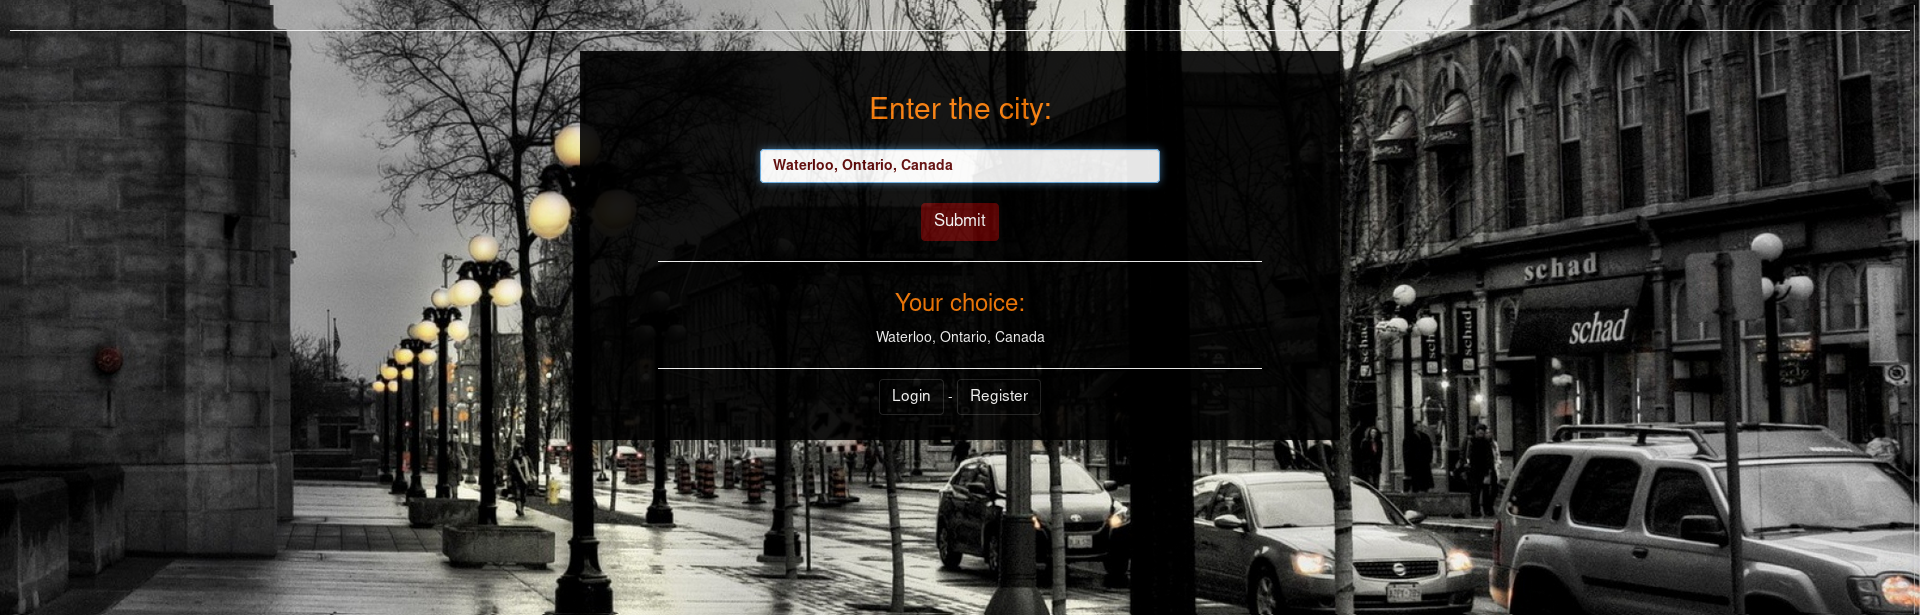 Enter the city:
Waterloo, Ontario, Canada
Submit
Your choice:
Waterloo, Ontario, Canada
Login - Register
schad
schad
schad
schad